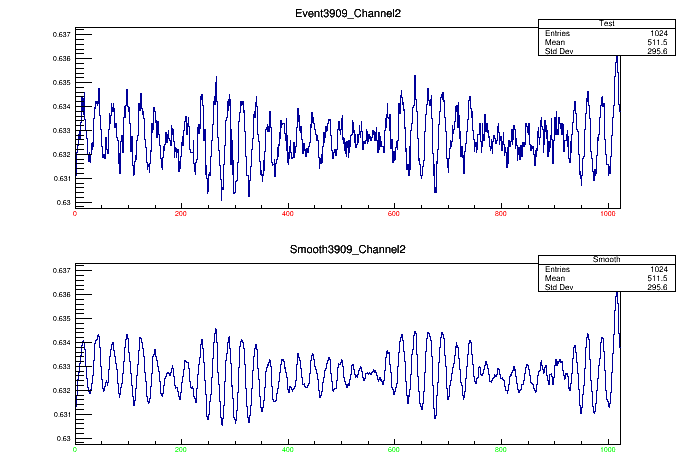 Event3909_Channel2
Test
Entries 1024
Mean 511.5
Std Dev 295.6
0.637
0.636
0.635
0.634
0.633
0.632
0.631
0.63
0 200 400 600 800 1000
Smooth3909_Channel2
Smooth
Entries 1024
Mean 511.5
Std Dev 295.6
0.637
0.636
0.635
0.634
0.633
0.632
0.631
0.63
0 200 400 600 800 1000